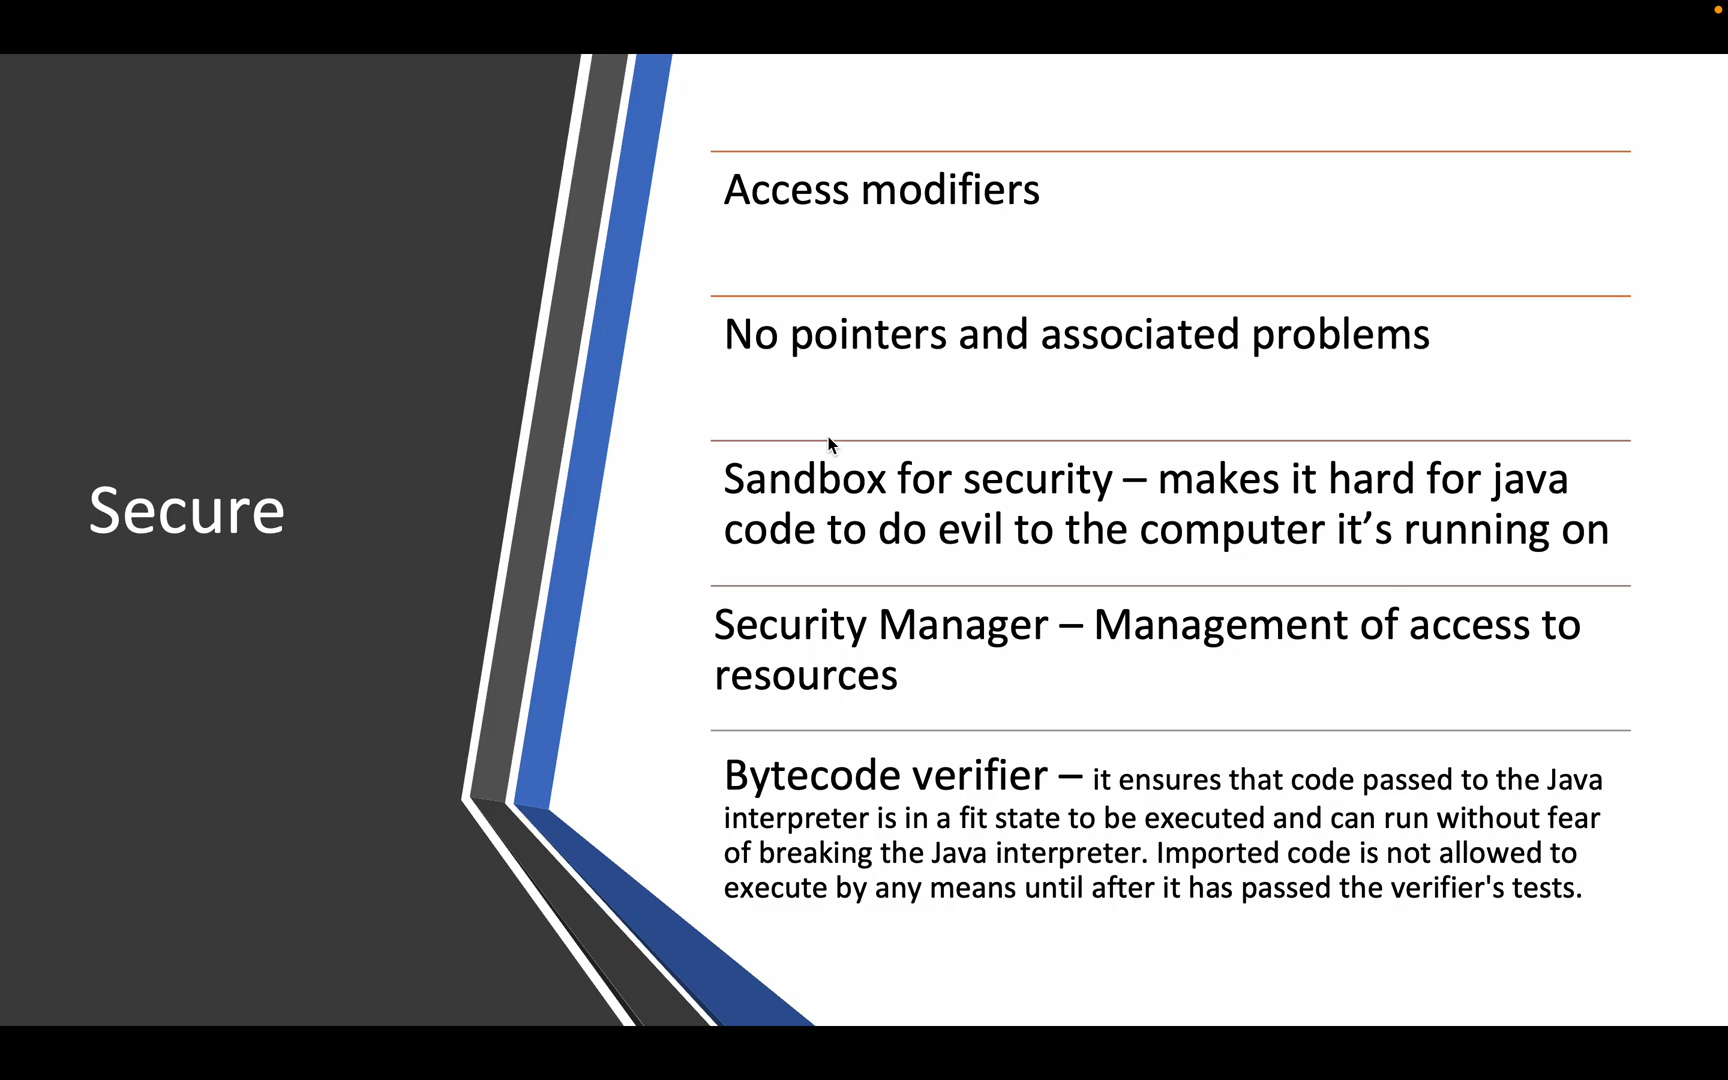 Secure
Access modifiers
No pointers and associated problems
Sandbox for security – makes it hard for java
code to do evil to the computer it’s running on
Security Manager – Management of access to
resources
Bytecode verifier – it ensures that code passed to the Java
interpreter is in a fit state to be executed and can run without fear
of breaking the Java interpreter. Imported code is not allowed to
execute by any means until after it has passed the verifier's tests.